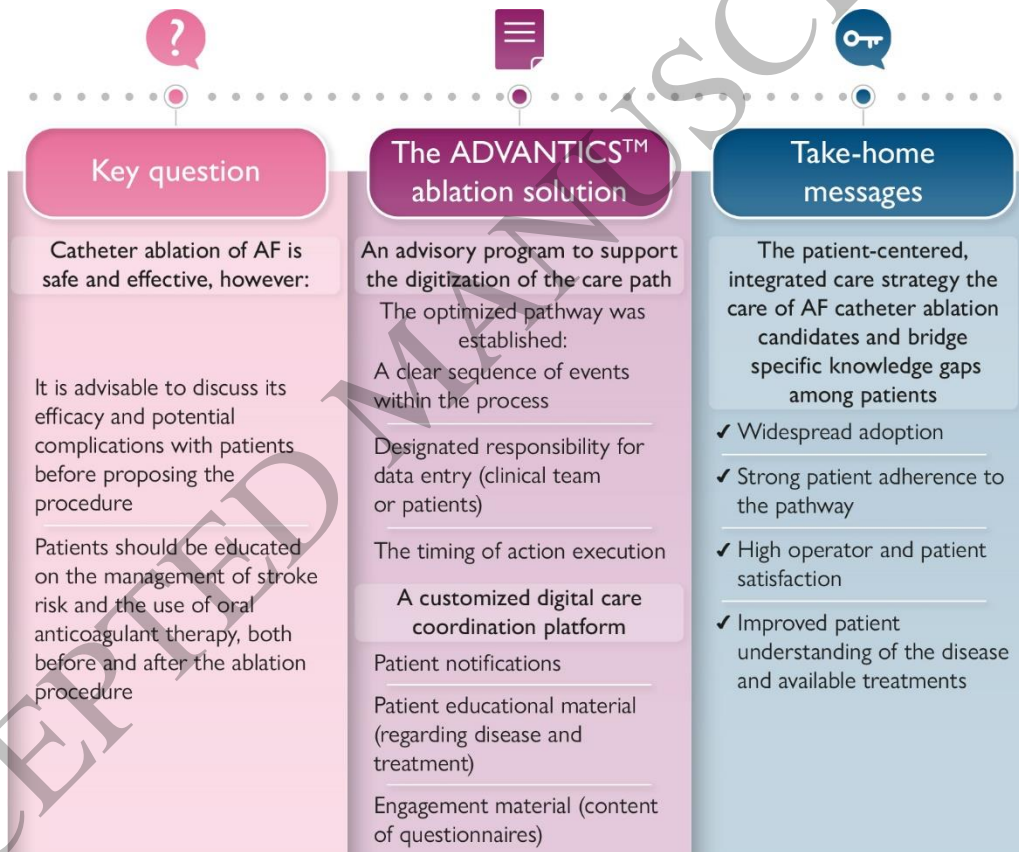 ?
Key question
Catheter ablation of AF is
safe and effective, however:
It is advisable to discuss its
efficacy and potential
complications with patients
before proposing the
procedure
Patients should be educated
on the management of stroke
risk and the use of oral
anticoagulant therapy, both
before and after the ablation
procedure
The ADVANTICS™
ablation solution
An advisory program to support
the digitization of the care path
The optimized pathway was
established:
A clear sequence of events
within the process
Designated responsibility for
data entry (clinical team
or patients)
The timing of action execution
A customized digital care
coordination platform
Patient notifications
Patient educational material
(regarding disease and
treatment)
Engagement material (content
of questionnaires)
Take-home
messages
The patient-centered,
integrated care strategy the
care of AF catheter ablation
candidates and bridge
specific knowledge gaps
among patients
✔ Widespread adoption
✔ Strong patient adherence to
the pathway
✔ High operator and patient
satisfaction
✔ Improved patient
understanding of the disease
and available treatments
CEPTED MANUSC